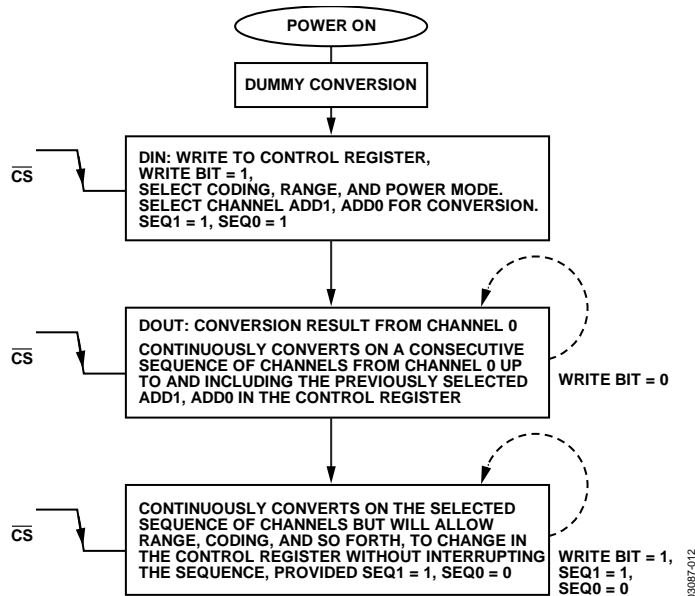 POWER ON
DUMMY CONVERSION
CS
DIN: WRITE TO CONTROL REGISTER,
WRITE BIT = 1,
SELECT CODING, RANGE, AND POWER MODE.
SELECT CHANNEL ADD1, ADD0 FOR CONVERSION.
SEQ1 = 1, SEQ0 = 1
CS
DOUT: CONVERSION RESULT FROM CHANNEL 0
CONTINUOUSLY CONVERTS ON A CONSECUTIVE
SEQUENCE OF CHANNELS FROM CHANNEL 0 UP
TO AND INCLUDING THE PREVIOUSLY SELECTED
ADD1, ADD0 IN THE CONTROL REGISTER
WRITE BIT = 0
CS
CONTINUOUSLY CONVERTS ON THE SELECTED
SEQUENCE OF CHANNELS BUT WILL ALLOW
RANGE, CODING, AND SO FORTH, TO CHANGE IN
THE CONTROL REGISTER WITHOUT INTERRUPTING
THE SEQUENCE, PROVIDED SEQ1 = 1, SEQ0 = 0
WRITE BIT = 1,
SEQ1 = 1,
SEQ0 = 0
03087-012